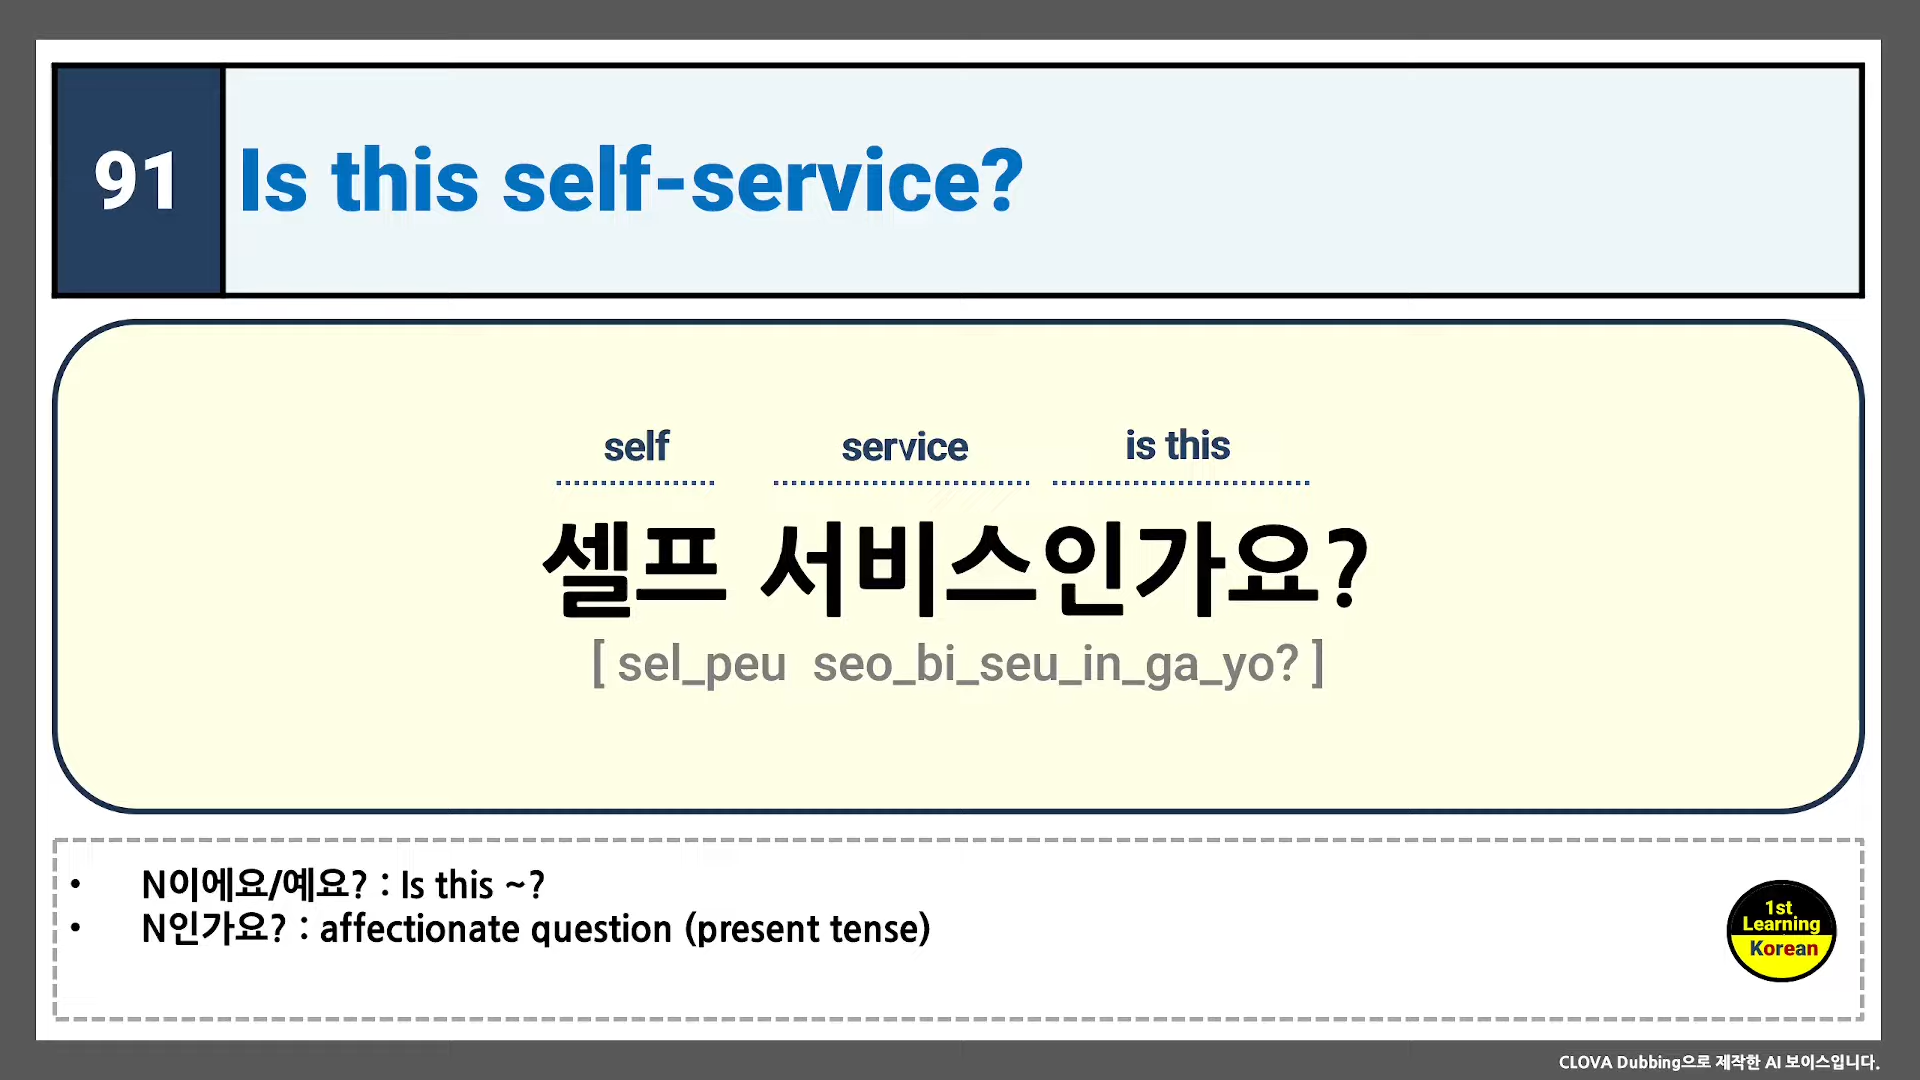 91
Is this self-service?
self service is this
셀프 서비스인가요?
[ sel_peu seo_bi_seu_in_ga_yo? ]
• N이에요/예요? : Is this ~?
• N인가요? : affectionate question (present tense)
1st
Learning
Korean
CLOVA Dubbing으로 제작한 AI 보이스입니다.